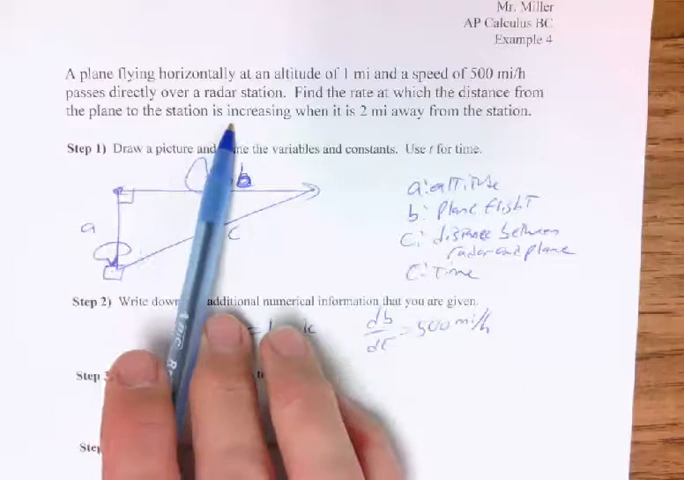 Mr. Miller
AP Calculus BC
Example 4
A plane flying horizontally at an altitude of 1 mi and a speed of 500 mi/h
passes directly over a radar station. Find the rate at which the distance from
the plane to the station is increasing when it is 2 mi away from the station.
Step 1) Draw a picture and the variables and constants. Use t for time.
b
a
c
a: altitude
b: plane flight
c: distance between
radar and plane
t: time
Step 2) Write down additional numerical information that you are given.
db/dt = 500 mi/h
Step
Step